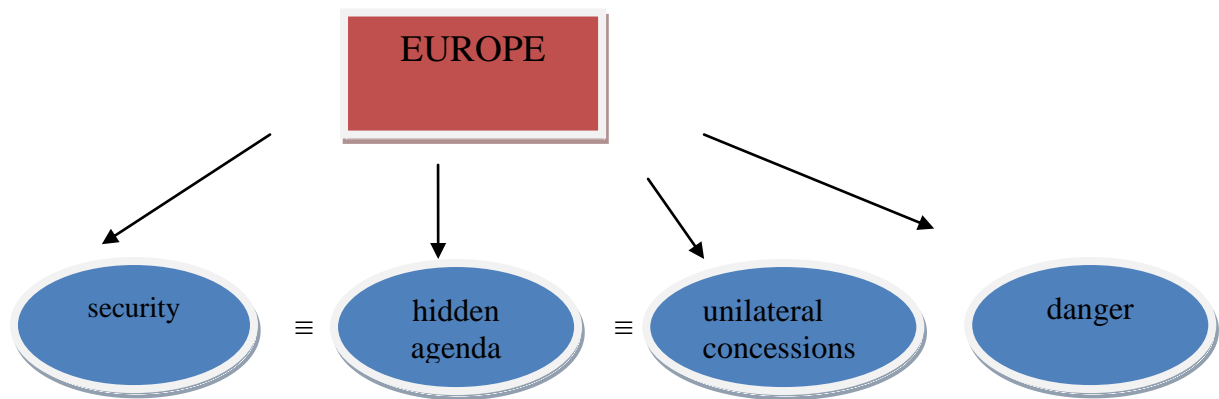 EUROPE
security
≡
hidden
agenda
≡
unilateral
concessions
danger